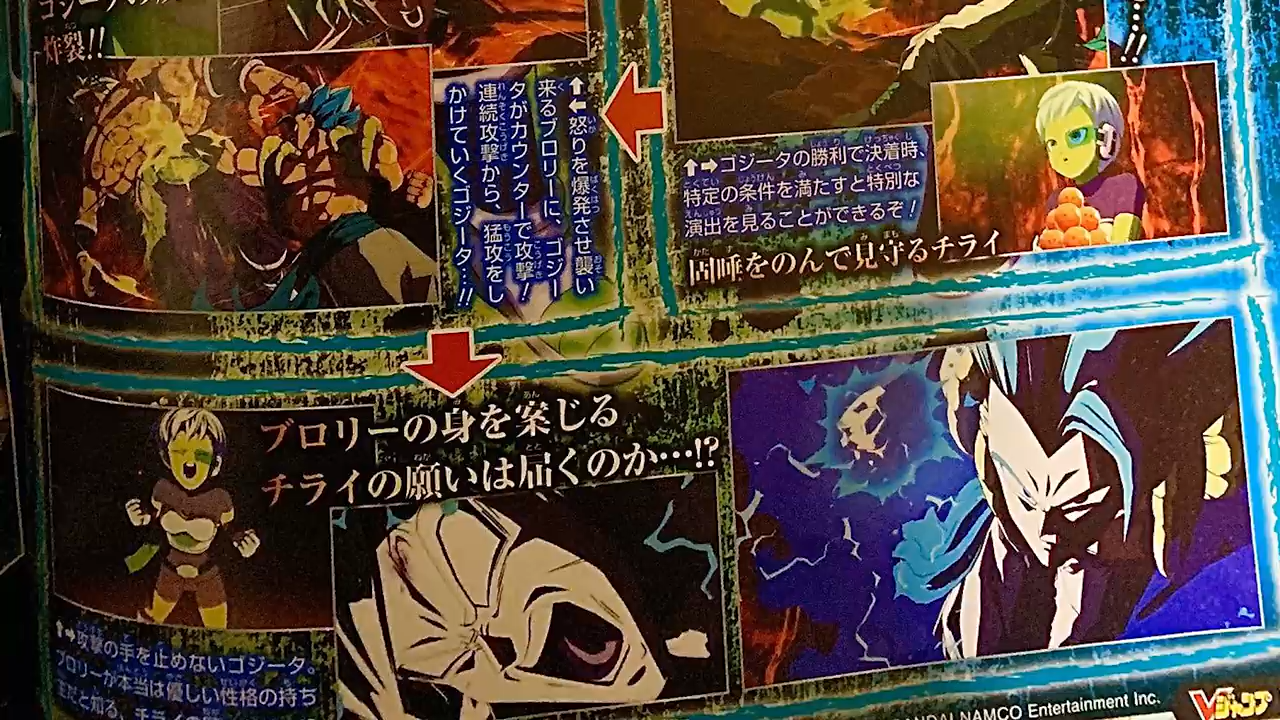 …!!
↑➡ゴジータの勝利で決着時、
特定の条件を満たすと特別な
演出を見ることができるぞ!
固唾をのんで見守るチライ
炸裂!!
↑←怒りを爆発させ襲い
来るブロリーに、ゴジー
タがカウンターで攻撃!
連続攻撃から、猛攻をし
かけていくゴジータ…!!
ブロリーの身を案じる
チライの願いは届くのか…!?
↑➡攻撃の手を止めないゴジータ。
ブロリーが本当は優しい性格の持ち
だと知る、チライ
BANDAI NAMCO Entertainment Inc.
Vジャンプ